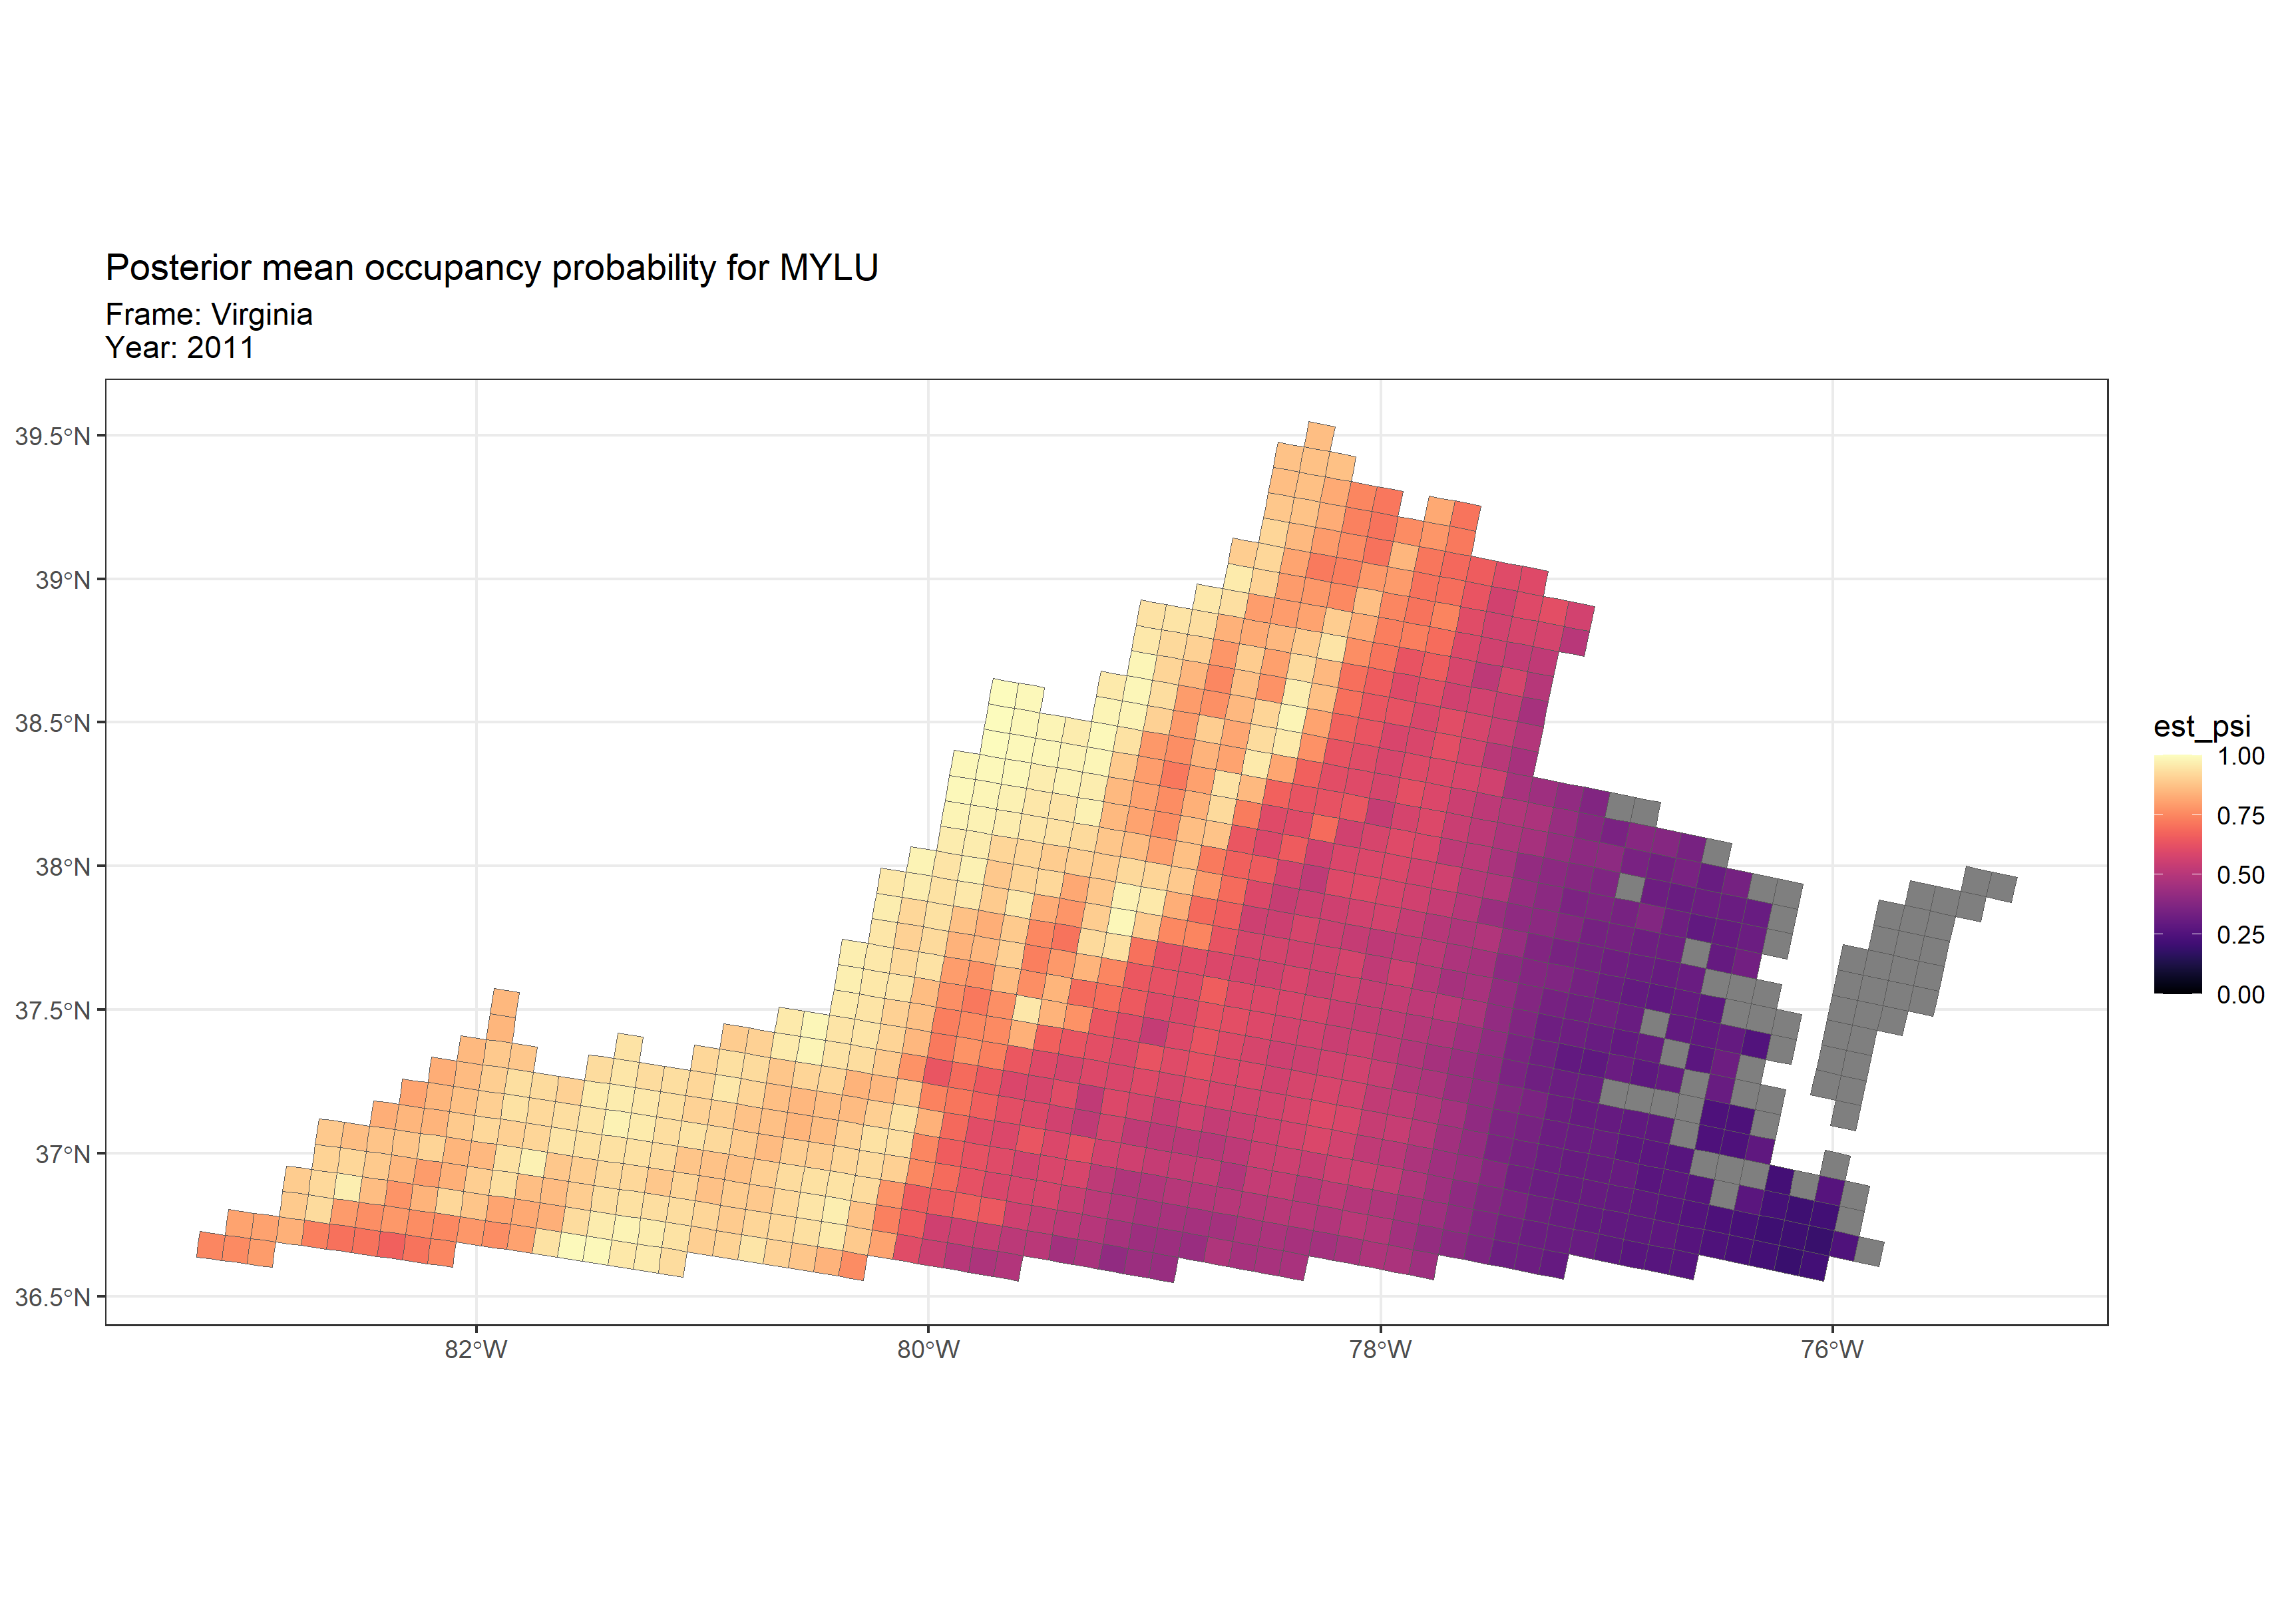 Posterior mean occupancy probability for MYLU
Frame: Virginia
Year: 2011
39.5°N
39°N
38.5°N
38°N
37.5°N
37°N
36.5°N
82°W
80°W
78°W
76°W
est_psi
1.00
0.75
0.50
0.25
0.00